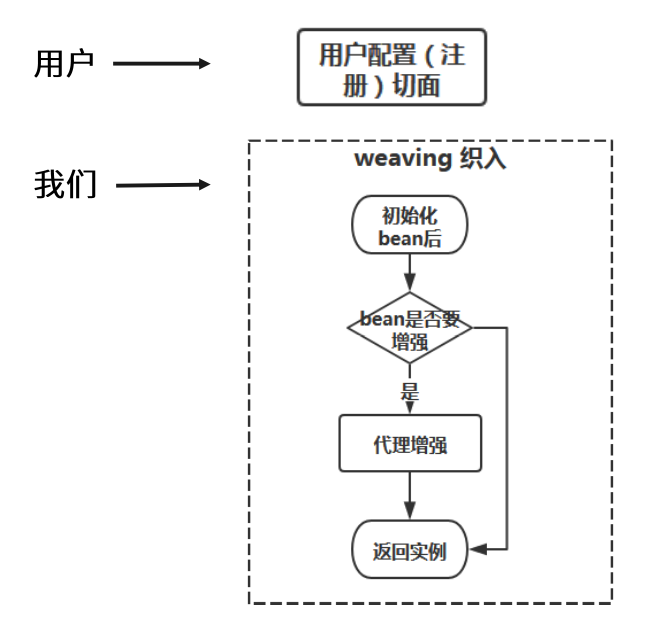 用户
用户配置（注
册）切面
我们
weaving 织入
初始化
bean后
bean是否要
增强
是
代理增强
返回实例